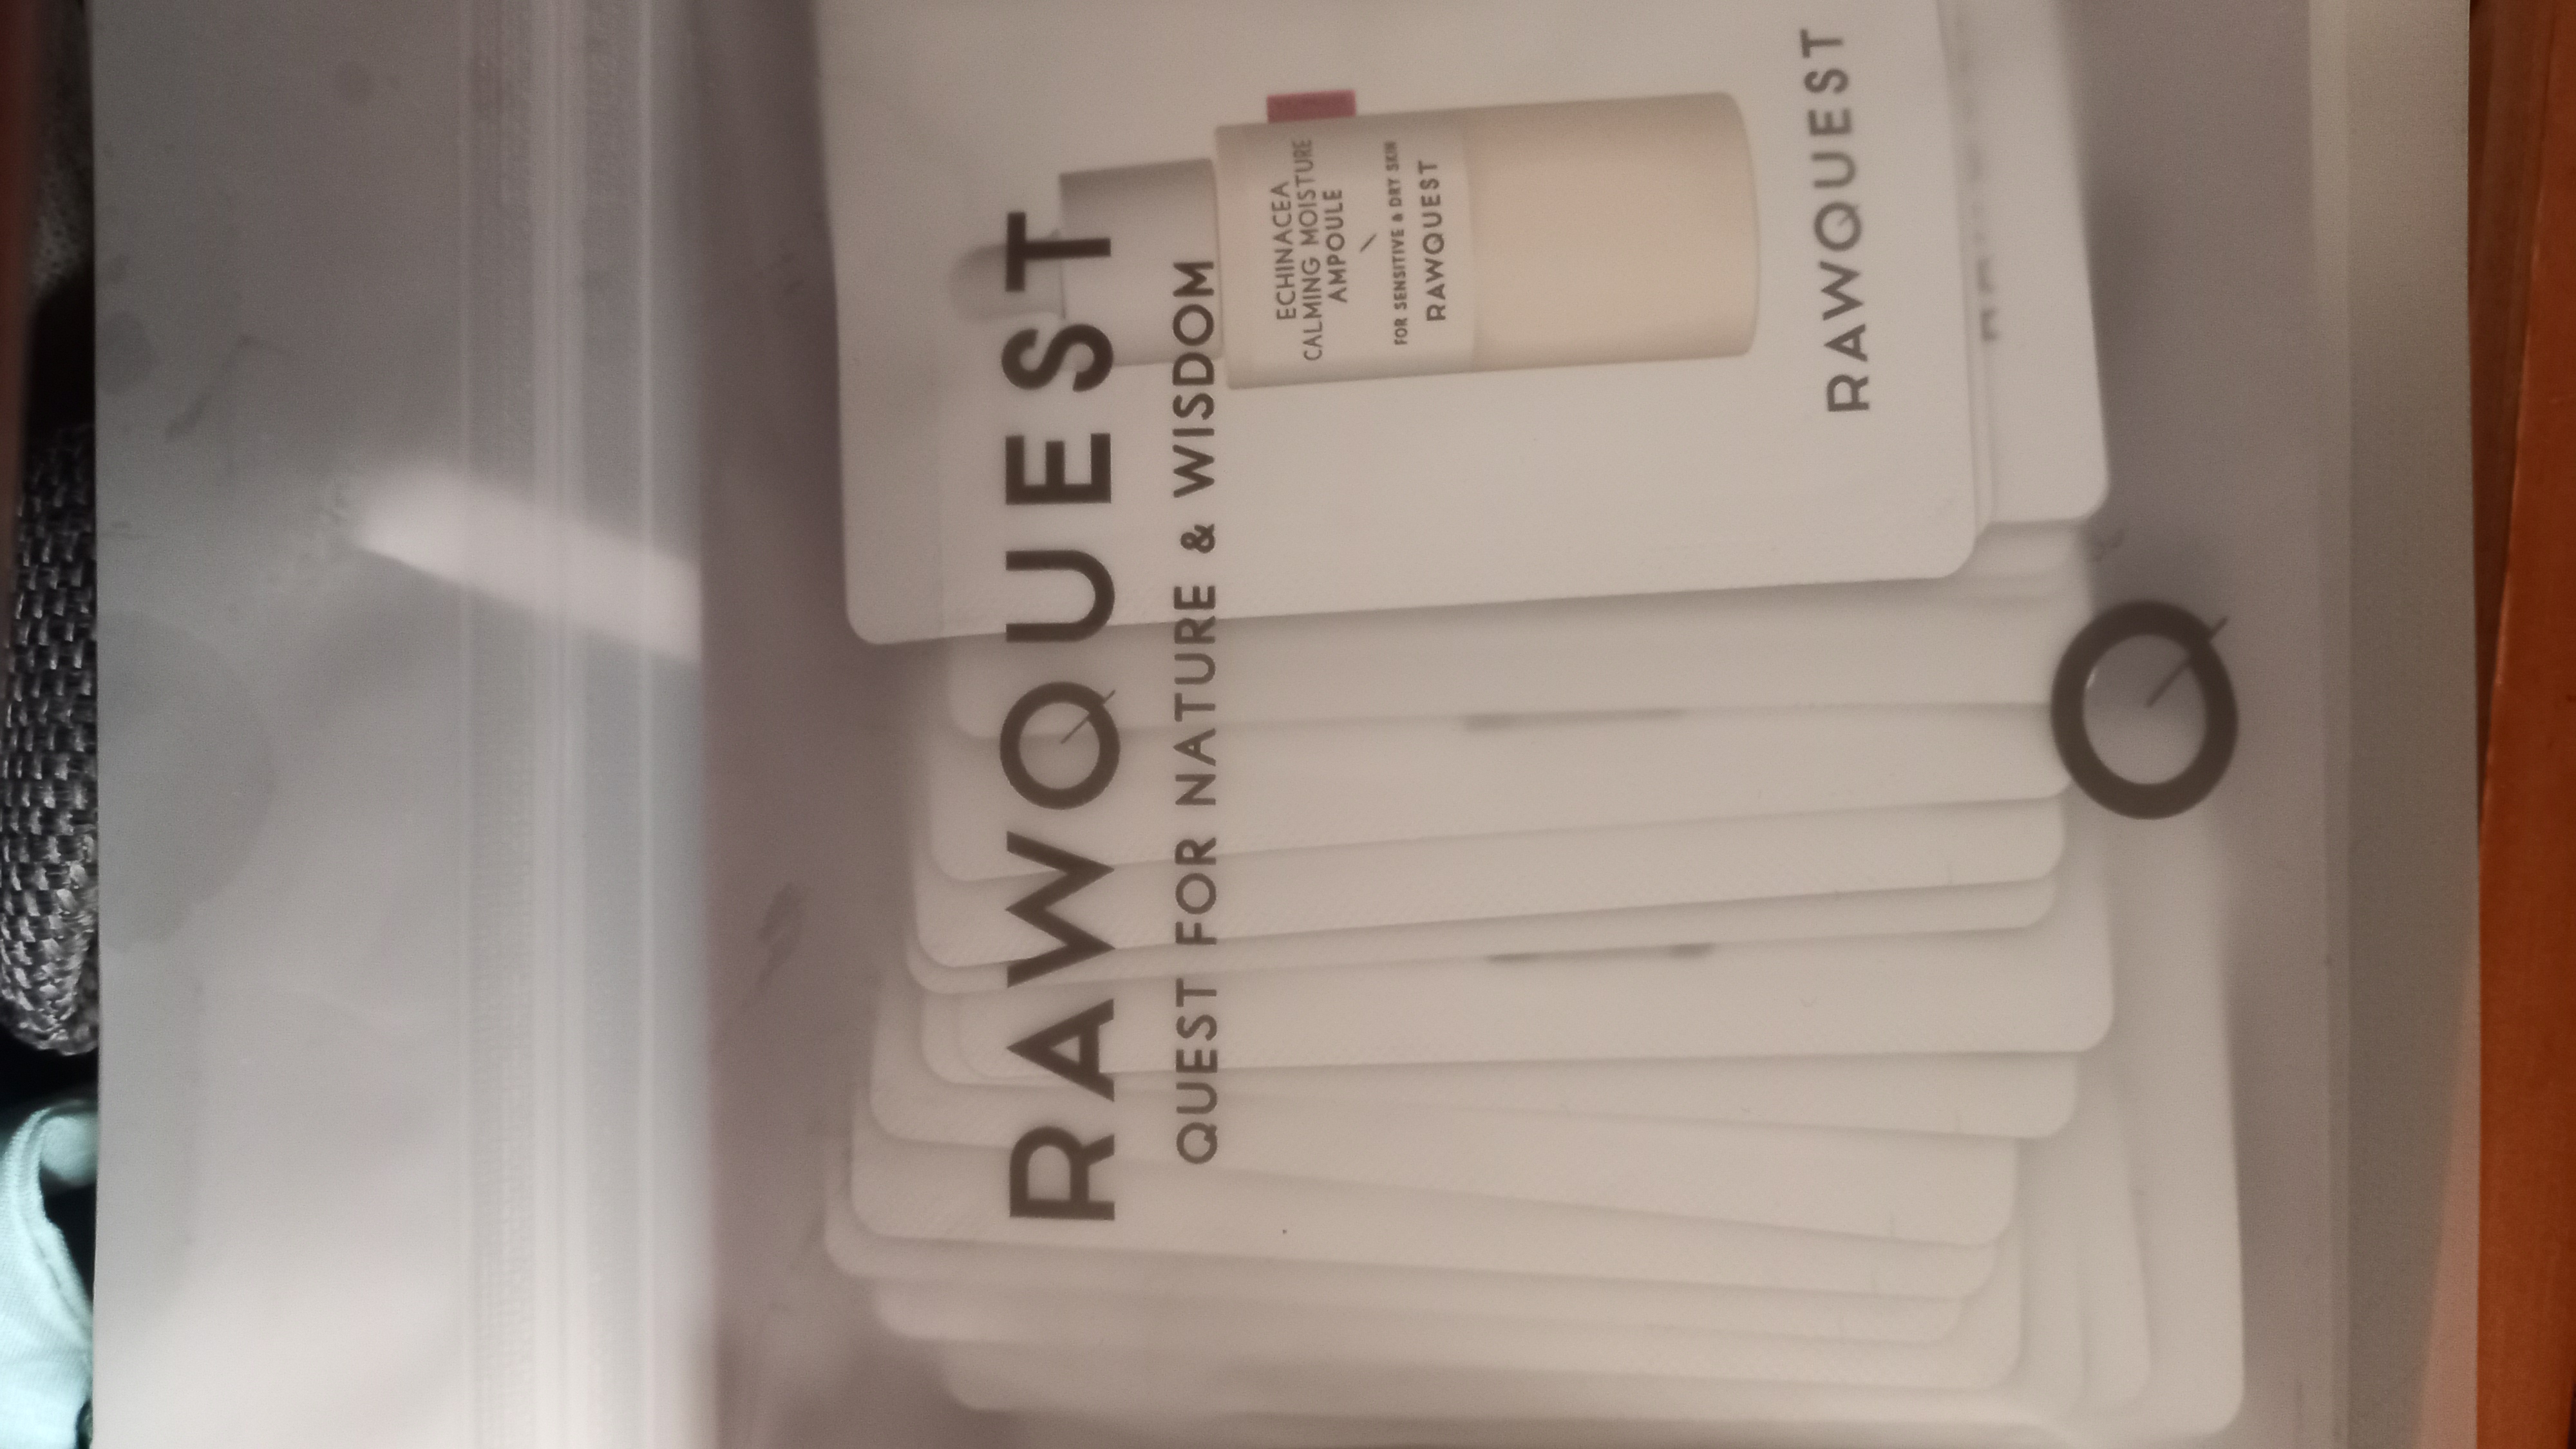 RAWQUEST
QUEST FOR NATURE & WISDOM
ECHINACEA
CALMING MOISTURE
AMPOULE
FOR SENSITIVE & DRY SKIN
RAWQUEST
RAWQUEST
Q